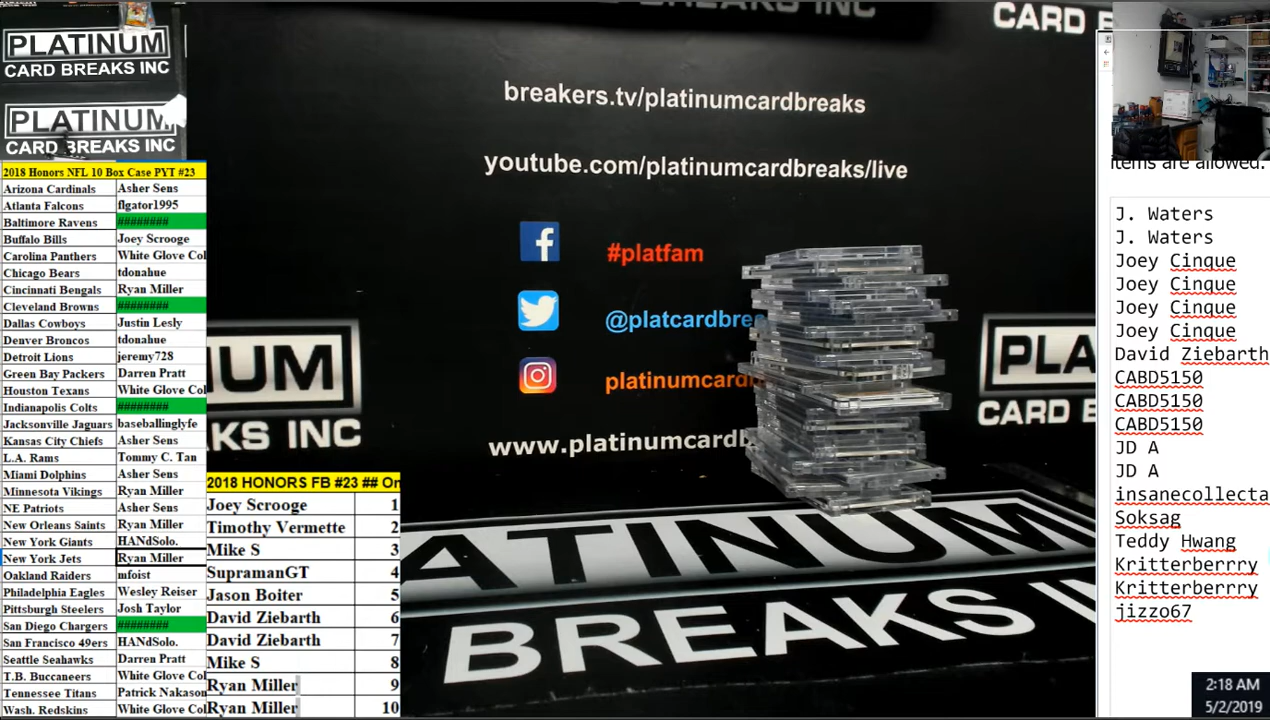 PLATINUM
CARD BREAKS INC
PLATINUM
CARD BREAKS INC
BREAKS INC
CARD B
breakers.tv/platinumcardbreaks
youtube.com/platinumcardbreaks/live
#platfam
@platcardbrea
platinumcard
www.platinumcardb
UM
KS INC
PLA
CARD
ATINUM
BREAKS IN
2018 Honors NFL 10 Box Case PYT #23
Arizona Cardinals Asher Sens
Atlanta Falcons flgator1995
Baltimore Ravens ########
Buffalo Bills Joey Scrooge
Carolina Panthers White Glove Col
Chicago Bears tdonahue
Cincinnati Bengals Ryan Miller
Cleveland Browns ########
Dallas Cowboys Justin Lesly
Denver Broncos tdonahue
Detroit Lions jeremy728
Green Bay Packers Darren Pratt
Houston Texans White Glove Col
Indianapolis Colts ########
Jacksonville Jaguars baseballinglyfe
Kansas City Chiefs Asher Sens
L.A. Rams Tommy C. Tan
Miami Dolphins Asher Sens
Minnesota Vikings Ryan Miller
NE Patriots Asher Sens
New Orleans Saints Ryan Miller
New York Giants HANdSolo.
New York Jets Ryan Miller
Oakland Raiders mfoist
Philadelphia Eagles Wesley Reiser
Pittsburgh Steelers Josh Taylor
San Diego Chargers ########
San Francisco 49ers HANdSolo.
Seattle Seahawks Darren Pratt
T.B. Buccaneers White Glove Col
Tennessee Titans Patrick Nakason
Wash. Redskins White Glove Col
2018 HONORS FB #23 ## On
Joey Scrooge 1
Timothy Vermette 2
Mike S 3
SupramanGT 4
Jason Boiter 5
David Ziebarth 6
David Ziebarth 7
Mike S 8
Ryan Miller 9
Ryan Miller 10
items are allowed.
J. Waters
J. Waters
Joey Cinque
Joey Cinque
Joey Cinque
Joey Cinque
David Ziebarth
CABD5150
CABD5150
CABD5150
JD A
JD A
insanecollecta
Soksag
Teddy Hwang
Kritterberrry
Kritterberrry
jizzo67
2:18 AM
5/2/2019